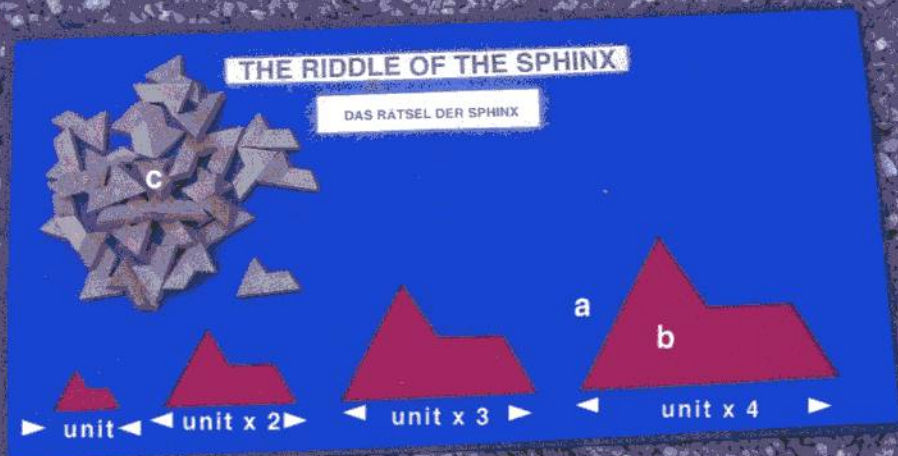 THE RIDDLE OF THE SPHINX
DAS RÄTSEL DER SPHINX
c
a
b
unit
unit x 2
unit x 3
unit x 4